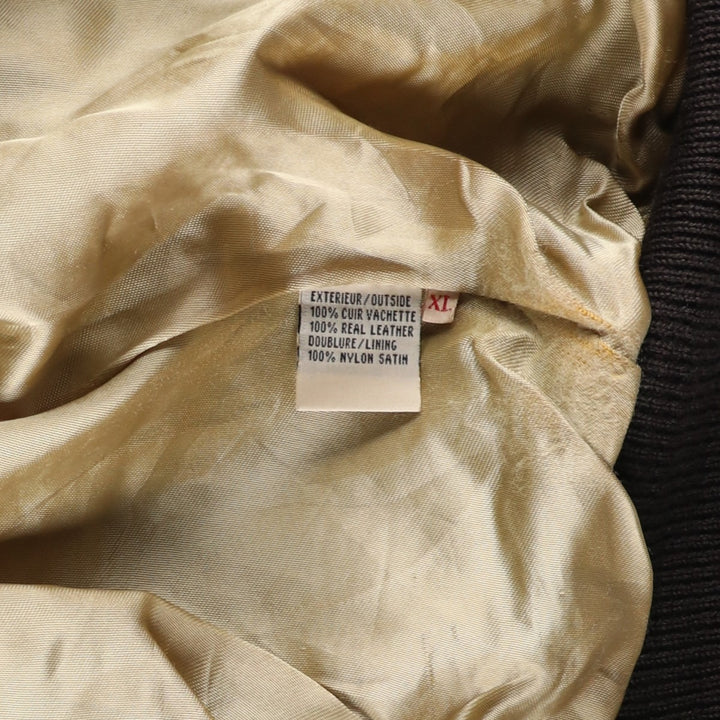 EXTERIEUR/OUTSIDE
100% CUIR VACHETTE
100% REAL LEATHER
DOUBLURE/LINING
100% NYLON SATIN
XL